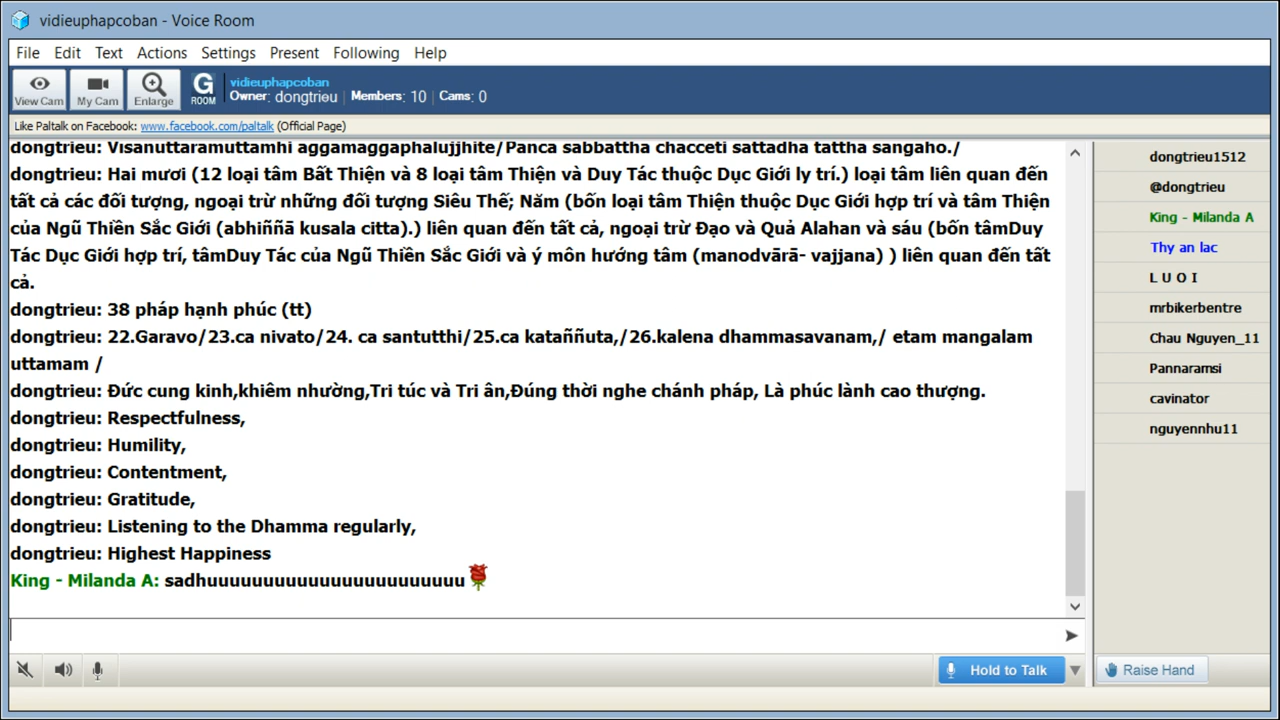 vidieuphapcoban - Voice Room
File Edit Text Actions Settings Present Following Help
View Cam My Cam Enlarge G ROOM
vidieuphapcoban
Owner: dongtrieu Members: 10 Cams: 0
Like Paltalk on Facebook: www.facebook.com/paltalk (Official Page)
dongtrieu: Visanuttaramuttamhi aggamaggaphalujjhite/Panca sabbattha chacceti sattadha tattha sangaho./
dongtrieu: Hai mươi (12 loại tâm Bất Thiện và 8 loại tâm Thiện và Duy Tác thuộc Dục Giới ly trí.) loại tâm liên quan đến
tất cả các đối tượng, ngoại trừ những đối tượng Siêu Thế; Năm (bốn loại tâm Thiện thuộc Dục Giới hợp trí và tâm Thiện
của Ngũ Thiền Sắc Giới (abhiññā kusala citta).) liên quan đến tất cả, ngoại trừ Đạo và Quả Alahan và sáu (bốn tâmDuy
Tác Dục Giới hợp trí, tâmDuy Tác của Ngũ Thiền Sắc Giới và ý môn hướng tâm (manodvārā- vajjana) ) liên quan đến tất
cả.
dongtrieu: 38 pháp hạnh phúc (tt)
dongtrieu: 22.Garavo/23.ca nivato/24. ca santutthi/25.ca kataññuta,/26.kalena dhammasavanam,/ etam mangalam
uttamam /
dongtrieu: Đức cung kinh,khiêm nhường,Tri túc và Tri ân,Đúng thời nghe chánh pháp, Là phúc lành cao thượng.
dongtrieu: Respectfulness,
dongtrieu: Humility,
dongtrieu: Contentment,
dongtrieu: Gratitude,
dongtrieu: Listening to the Dhamma regularly,
dongtrieu: Highest Happiness
King - Milanda A: sadhuuuuuuuuuuuuuuuuuuuuuuu
dongtrieu1512
@dongtrieu
King - Milanda A
Thy an lac
L U O I
mrbikerbentre
Chau Nguyen_11
Pannaramsi
cavinator
nguyennhu11
Hold to Talk
Raise Hand